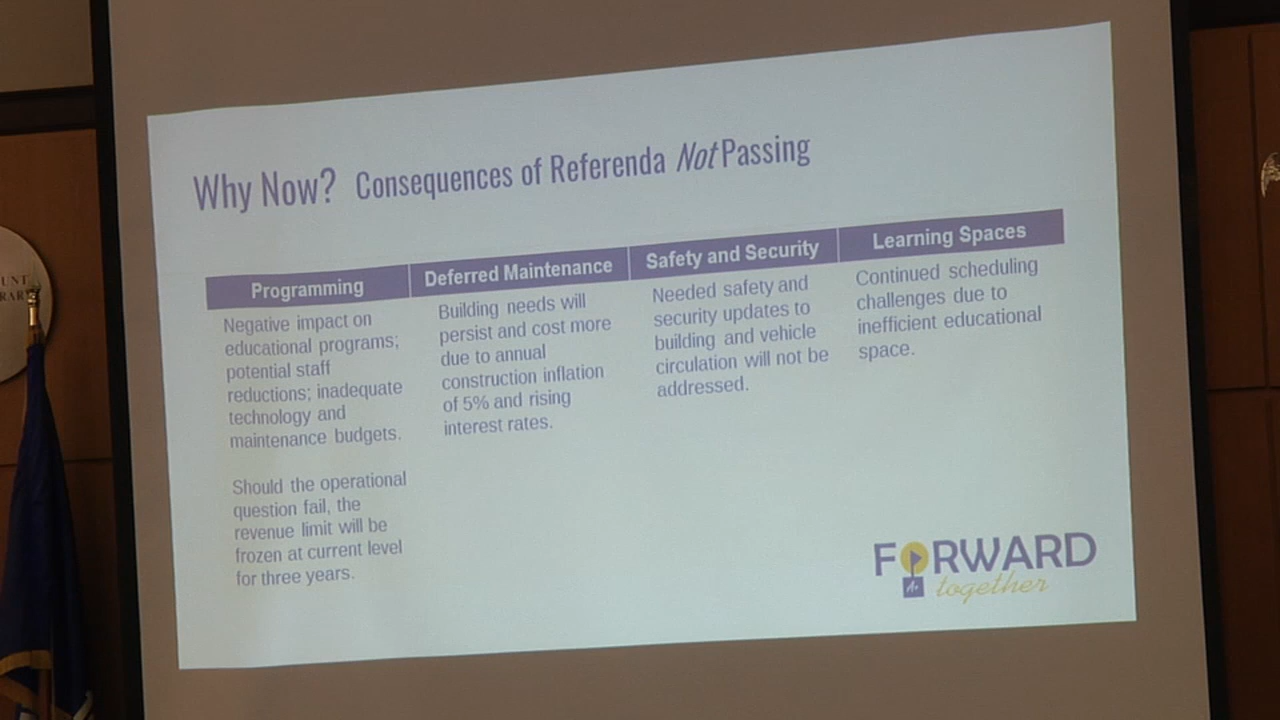 Why Now? Consequences of Referenda Not Passing
Programming
Negative impact on
educational programs;
potential staff
reductions; inadequate
technology and
maintenance budgets.
Should the operational
question fail, the
revenue limit will be
frozen at current level
for three years.
Deferred Maintenance
Building needs will
persist and cost more
due to annual
construction inflation
of 5% and rising
interest rates.
Safety and Security
Needed safety and
security updates to
building and vehicle
circulation will not be
addressed.
Learning Spaces
Continued scheduling
challenges due to
inefficient educational
space.
FORWARD
A+
together